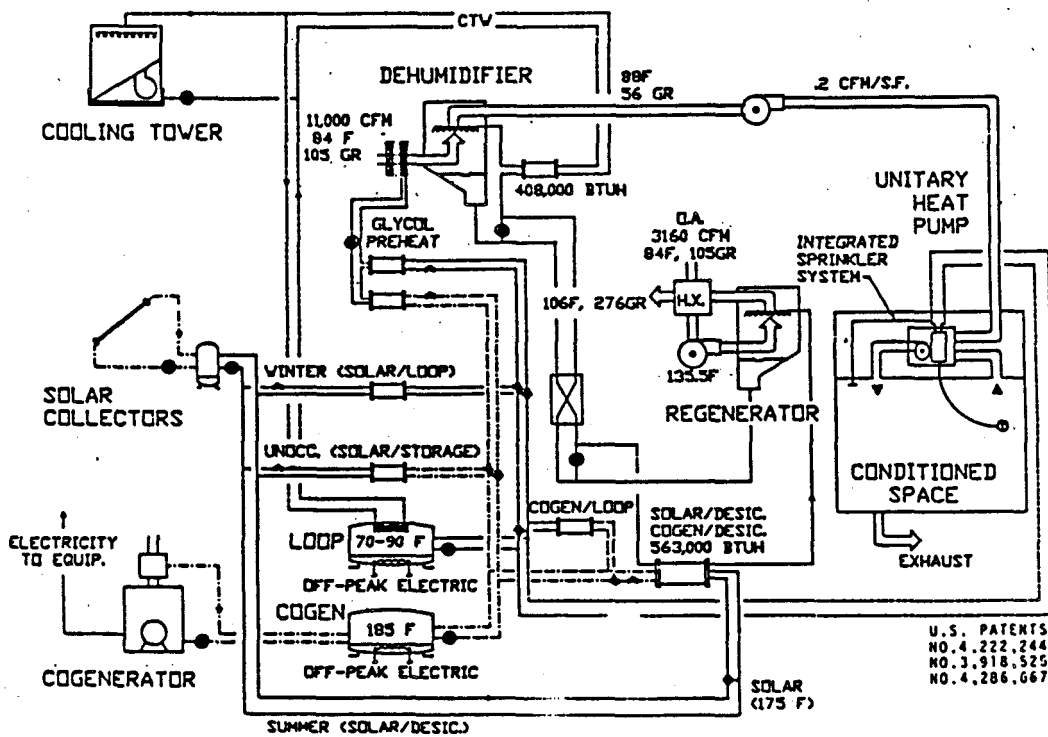 CTW
COOLING TOWER
DEHUMIDIFIER
11,000 CFM
84 F
105 GR
88F
56 GR
.2 CFM/S.F.
408,000 BTUH
UNITARY
HEAT
PUMP
INTEGRATED
SPRINKLER
SYSTEM
GLYCOL
PREHEAT
O.A.
3160 CFM
84F, 105GR
106F, 276GR
H.X.
135.5F
REGENERATOR
SOLAR
COLLECTORS
WINTER (SOLAR/LOOP)
UNOCC. (SOLAR/STORAGE)
CONDITIONED
SPACE
EXHAUST
COGEN/LOOP
SOLAR/DESIC.
COGEN/DESIC.
563,000 BTUH
LOOP
70-90 F
OFF-PEAK ELECTRIC
ELECTRICITY
TO EQUIP.
COGEN
185 F
OFF-PEAK ELECTRIC
COGENERATOR
SOLAR
(175 F)
SUMMER (SOLAR/DESIC.)
U.S. PATENTS
NO.4,222,244
NO.3,918,525
NO.4,286,667